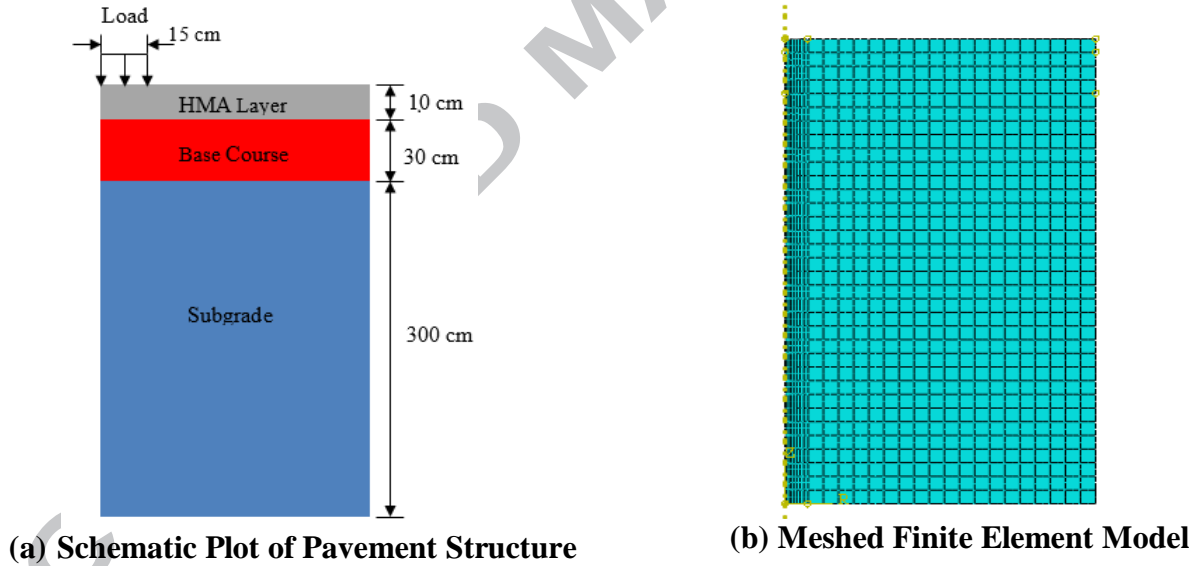 Load
15 cm
HMA Layer
10 cm
Base Course
30 cm
Subgrade
300 cm
(a) Schematic Plot of Pavement Structure
(b) Meshed Finite Element Model